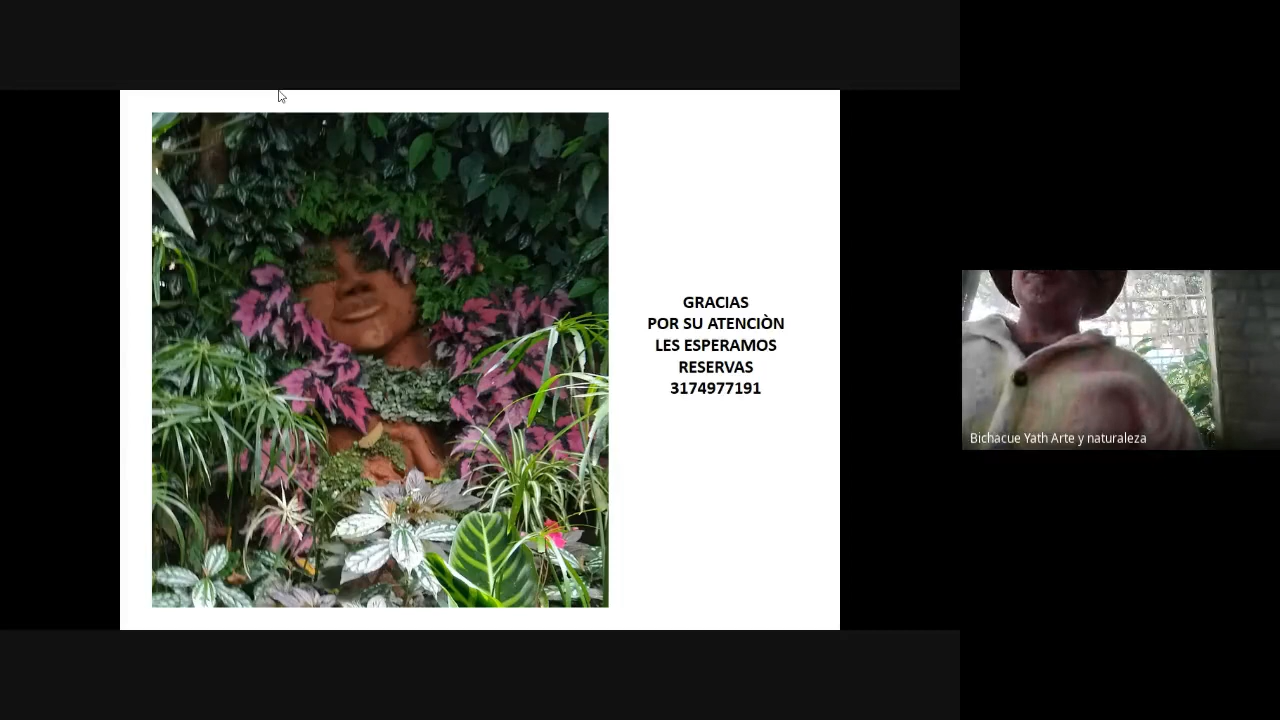 GRACIAS
POR SU ATENCIÒN
LES ESPERAMOS
RESERVAS
3174977191
Bichacue Yath Arte y naturaleza